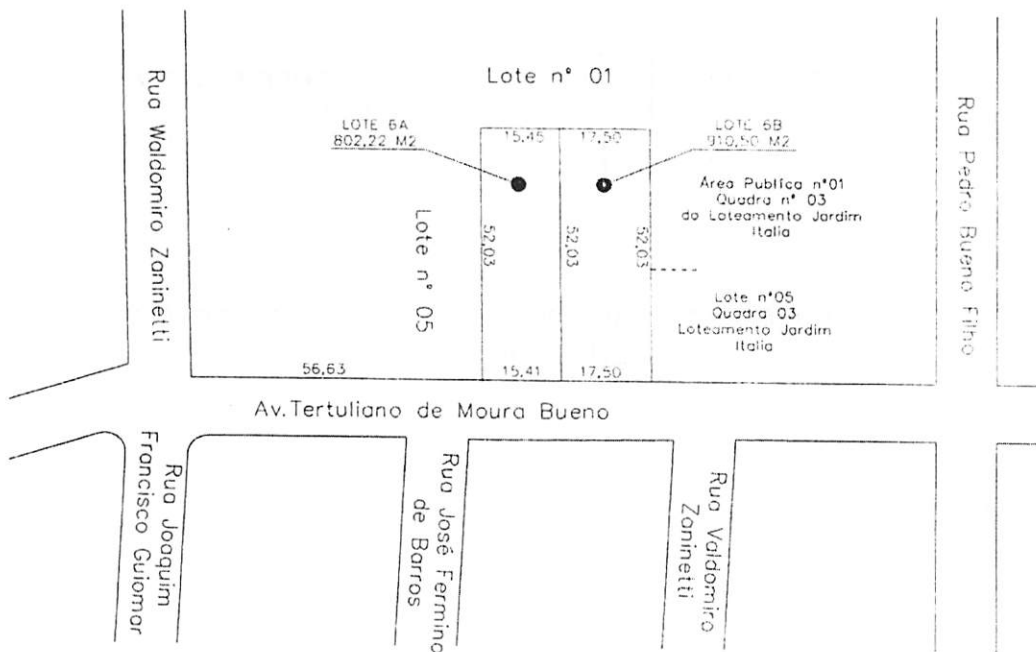 Lote n° 01
Rua Waldomiro Zaninetti
LOTE 6A
802,22 M2
15,45
17,50
LOTE 6B
910,50 M2
Rua Pedro Bueno Filho
Área Publica n°01
Quadra n° 03
do Loteamento Jardim
Italia
Lote n° 05
52,03
52,03
52,03
Lote n°05
Quadra 03
Loteamento Jardim
Italia
56,63
15,41
17,50
Av.Tertuliano de Moura Bueno
Rua Joaquim
Francisco Guiomar
Rua José Fermino
de Barros
Rua Valdomiro
Zaninetti